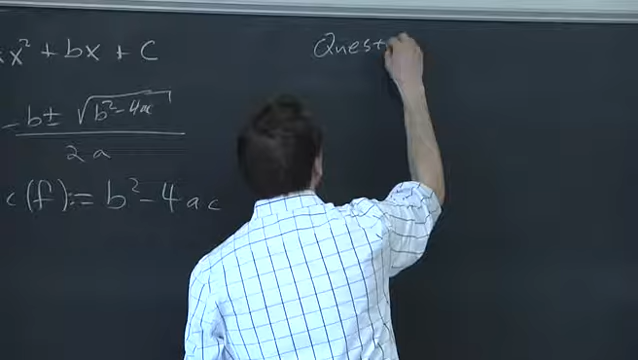 x² + bx + c
Quest
-b ± √b²-4ac
2a
c(f) := b² - 4ac